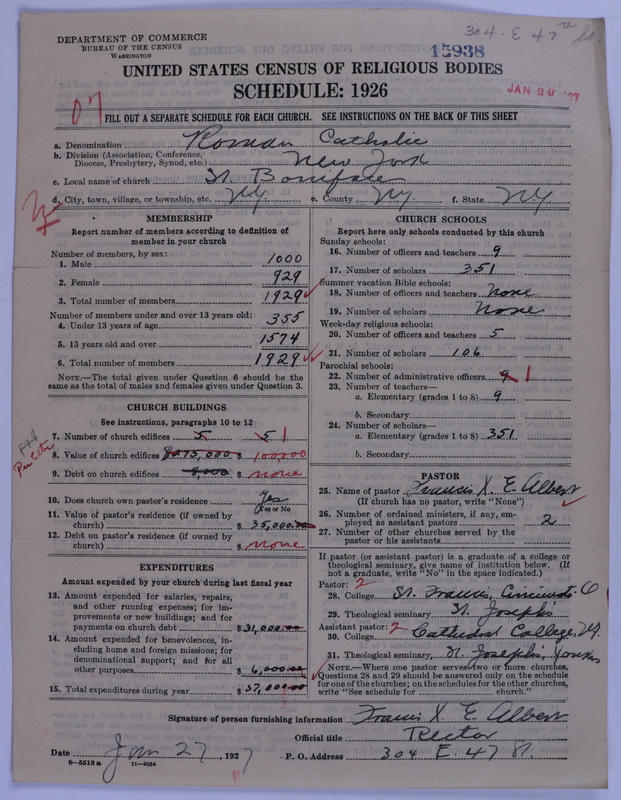 304 - E 47th St.
DEPARTMENT OF COMMERCE
BUREAU OF THE CENSUS
WASHINGTON
15938
UNITED STATES CENSUS OF RELIGIOUS BODIES
SCHEDULE: 1926
JAN 29 '27
07
FILL OUT A SEPARATE SCHEDULE FOR EACH CHURCH. SEE INSTRUCTIONS ON THE BACK OF THIS SHEET
a. Denomination Roman Catholic
b. Division (Association, Conference, Diocese, Presbytery, Synod, etc.) New York
c. Local name of church St. Boniface
d. City, town, village, or township, etc. NY e. County NY f. State NY
MEMBERSHIP
Report number of members according to definition of member in your church
Number of members, by sex:
1. Male 1000
2. Female 929
3. Total number of members 1929
Number of members under and over 13 years old:
4. Under 13 years of age 355
5. 13 years old and over 1574
6. Total number of members 1929
NOTE.—The total given under Question 6 should be the same as the total of males and females given under Question 3.
CHURCH BUILDINGS
See instructions, paragraphs 10 to 12
7. Number of church edifices 5 5 1
8. Value of church edifices 100000
9. Debt on church edifices 8,000 $ none
10. Does church own pastor's residence Yes
(Yes or No)
11. Value of pastor's residence (if owned by church) $ 35,000.00
12. Debt on pastor's residence (if owned by church) $ none
EXPENDITURES
Amount expended by your church during last fiscal year
13. Amount expended for salaries, repairs, and other running expenses; for improvements or new buildings; and for payments on church debt $31,000.00
14. Amount expended for benevolences, including home and foreign missions; for denominational support; and for all other purposes $6,000.00
15. Total expenditures during year $37,000.00
CHURCH SCHOOLS
Report here only schools conducted by this church
Sunday schools:
16. Number of officers and teachers 9
17. Number of scholars 351
Summer vacation Bible schools:
18. Number of officers and teachers None
19. Number of scholars None
Week-day religious schools:
20. Number of officers and teachers 5
21. Number of scholars 106
Parochial schools:
22. Number of administrative officers 9 1
23. Number of teachers—
a. Elementary (grades 1 to 8) 9
b. Secondary
24. Number of scholars—
a. Elementary (grades 1 to 8) 351
b. Secondary
PASTOR
25. Name of pastor Francis X. E. Albert
(If church has no pastor, write "None")
26. Number of ordained ministers, if any, employed as assistant pastors 2
27. Number of other churches served by the pastor or his assistants
If pastor (or assistant pastor) is a graduate of a college or theological seminary, give name of institution below. (If not a graduate, write "No" in the space indicated.)
Pastor: 2
28. College St. Francis, Cincinnati, O
29. Theological seminary St. Joseph's
Assistant pastor: 2
30. College Cathedral College, NY.
31. Theological seminary St. Joseph's, Yonkers
NOTE.—Where one pastor serves two or more churches, Questions 28 and 29 should be answered only on the schedule for one of the churches; on the schedules for the other churches, write "See schedule for church."
Signature of person furnishing information Francis X E Albert
Official title Rector
Date Jan 27, 1927 P. O. Address 304 E. 47 St.
8—5518 a 11—9054